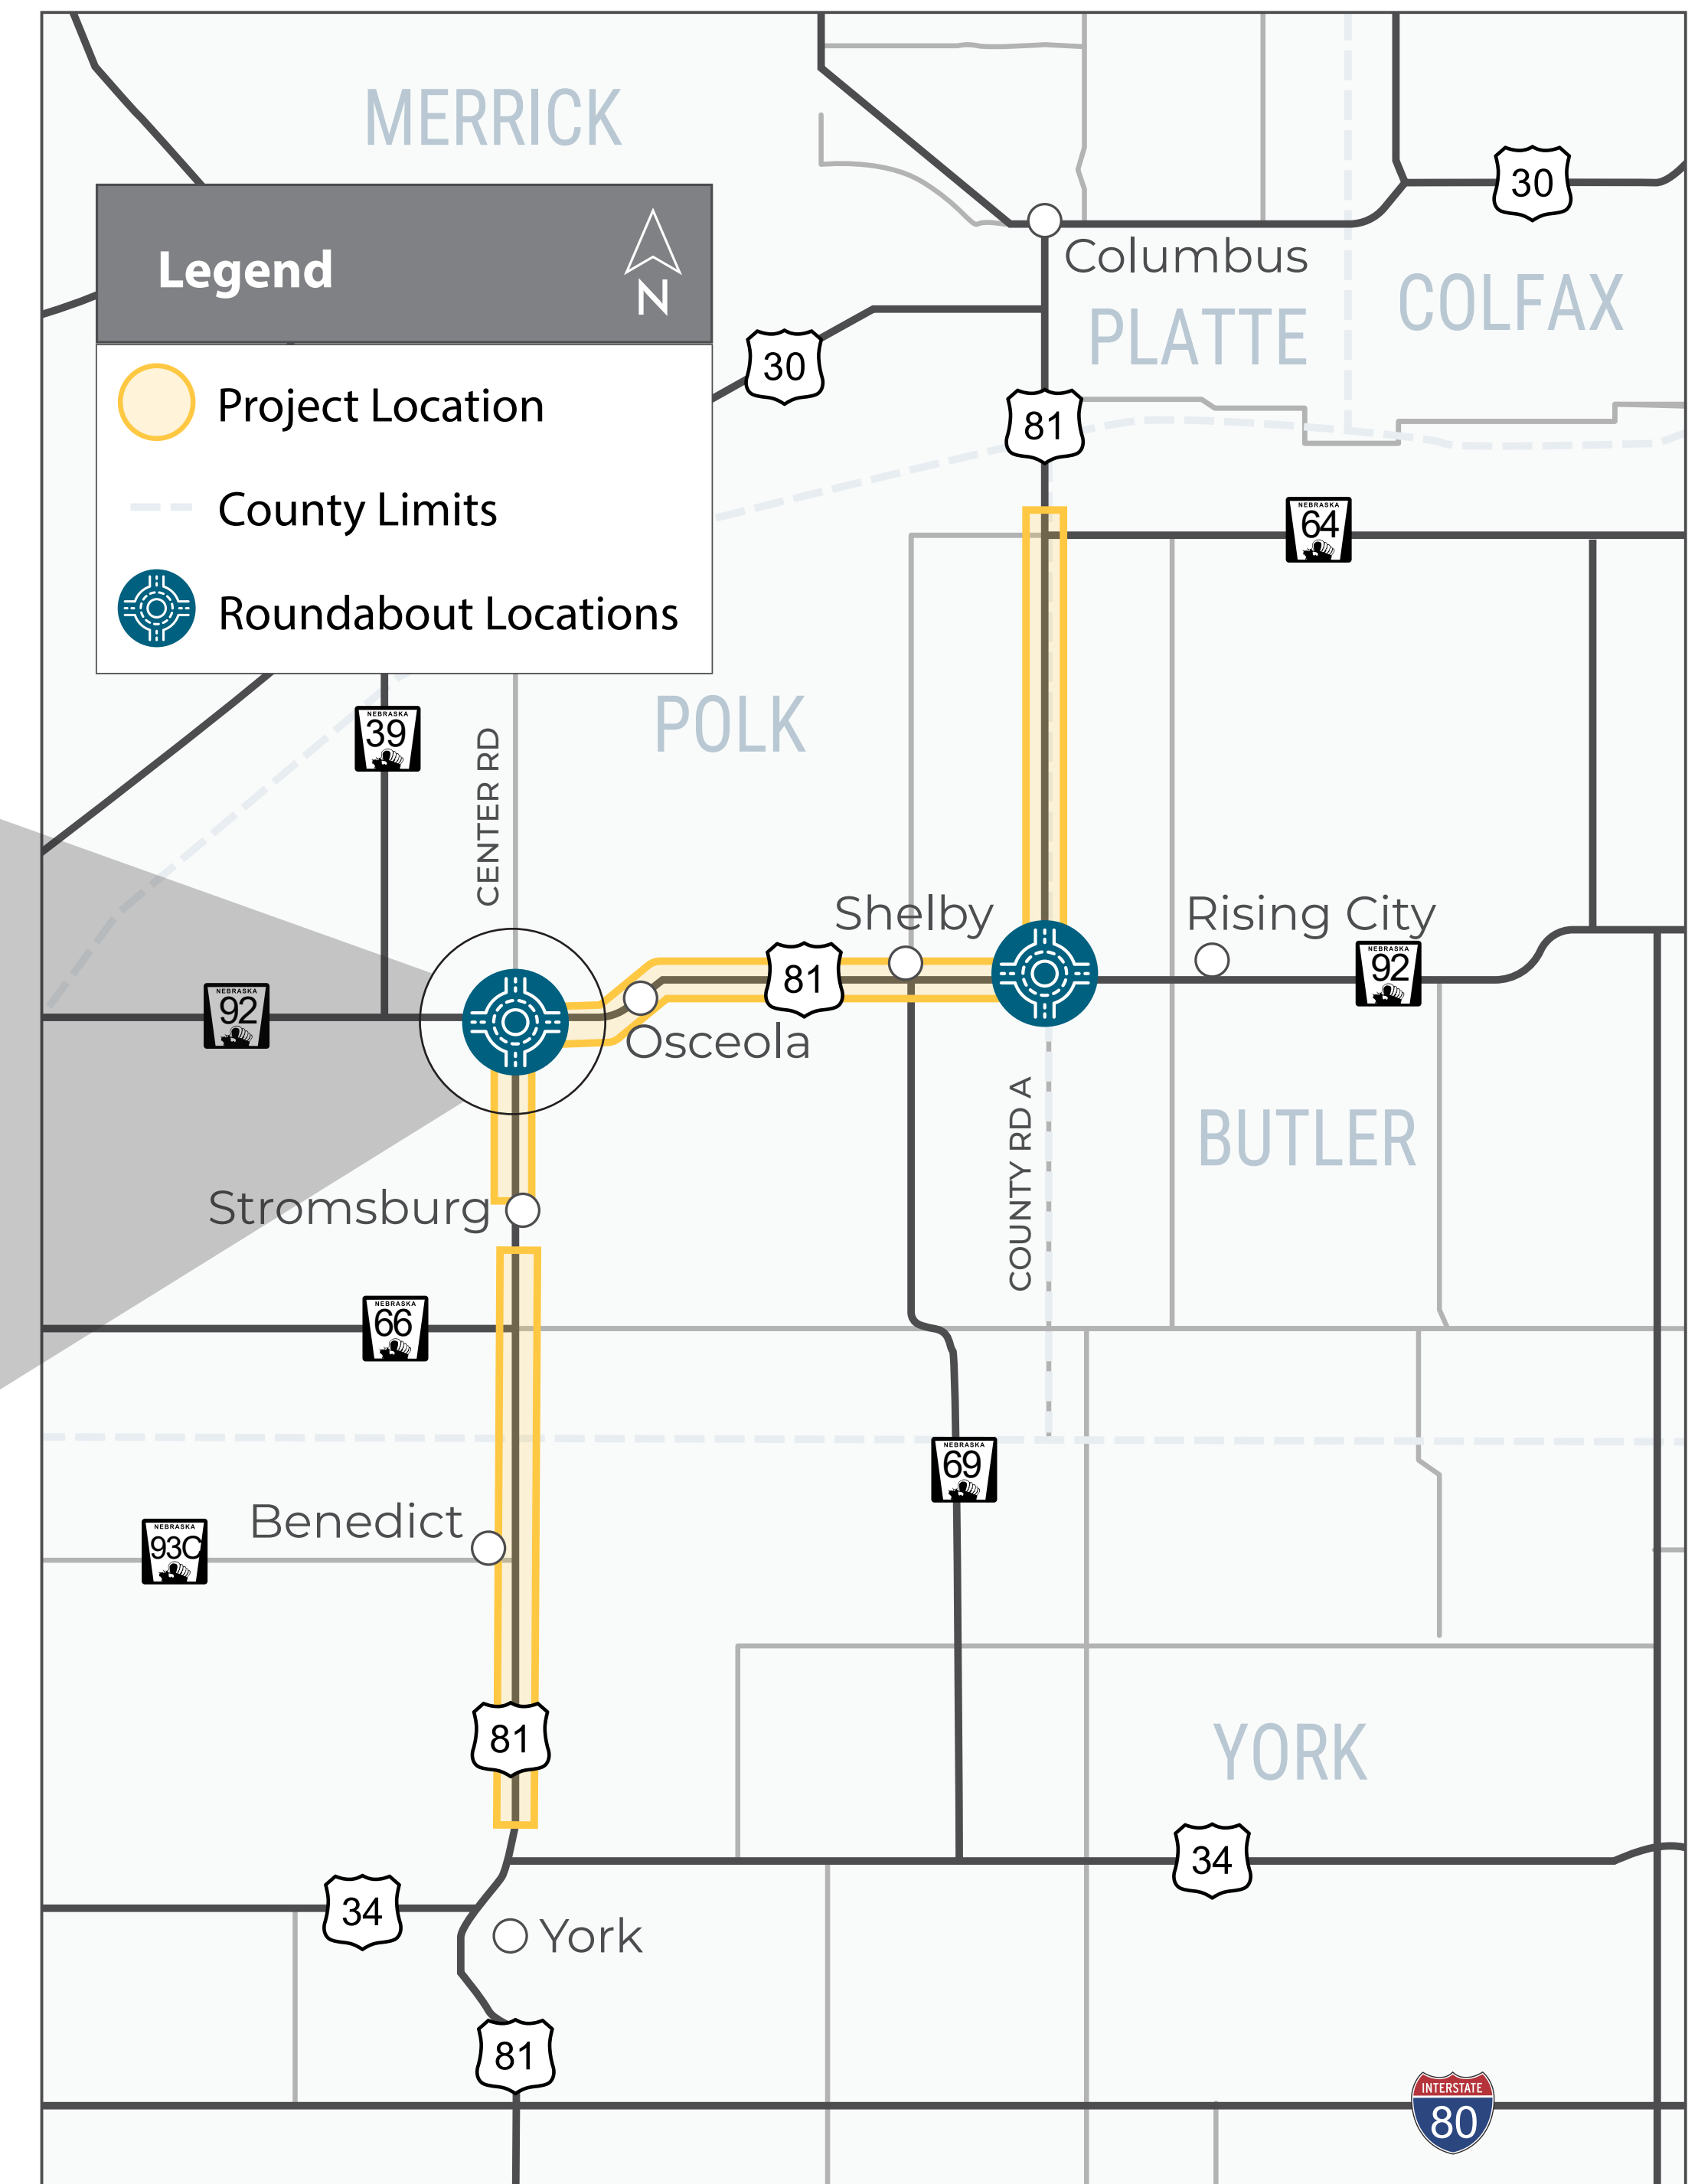 MERRICK
30
Legend
N
Columbus
COLFAX
PLATTE
30
Project Location
81
County Limits
NEBRASKA
64
Roundabout Locations
NEBRASKA
39
POLK
CENTER RD
Shelby
Rising City
81
NEBRASKA
92
NEBRASKA
92
Osceola
COUNTY RD A
BUTLER
Stromsburg
NEBRASKA
66
NEBRASKA
69
Benedict
NEBRASKA
93C
81
YORK
34
34
York
81
INTERSTATE
80